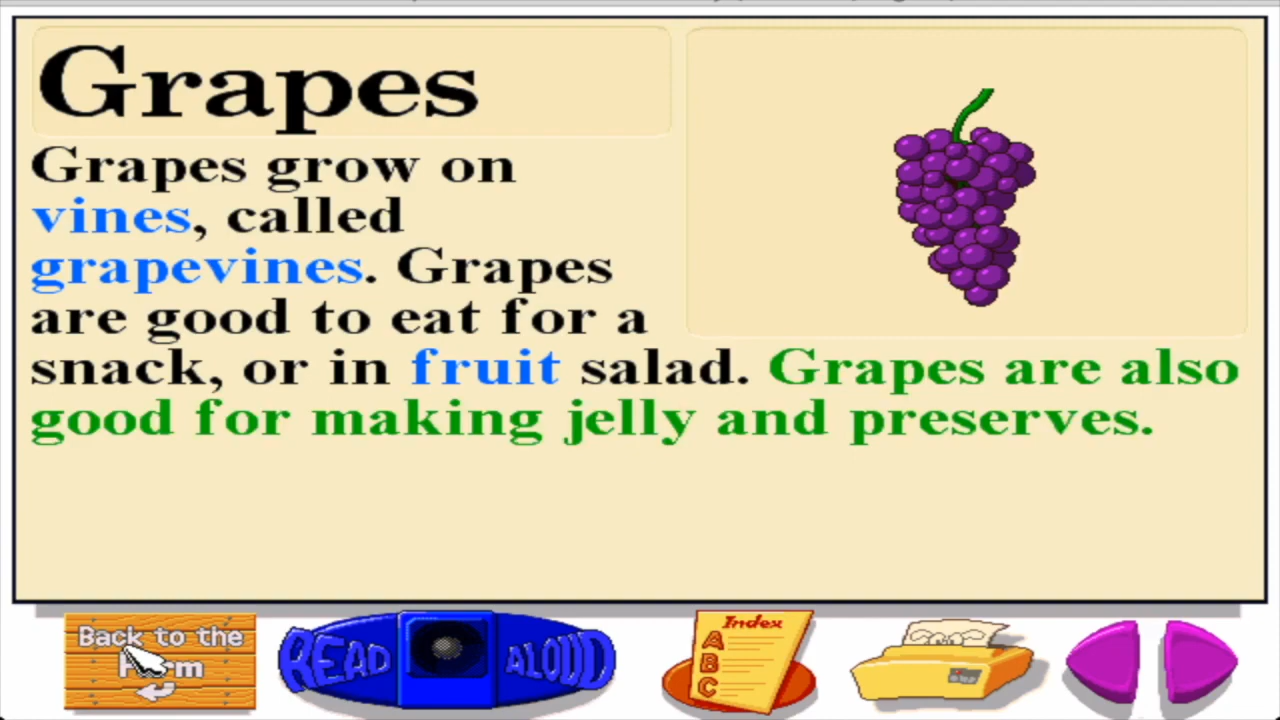 Grapes
Grapes grow on
vines, called
grapevines. Grapes
are good to eat for a
snack, or in fruit salad. Grapes are also
good for making jelly and preserves.
Back to the
Farm
READ ALOUD
Index
A
B
C